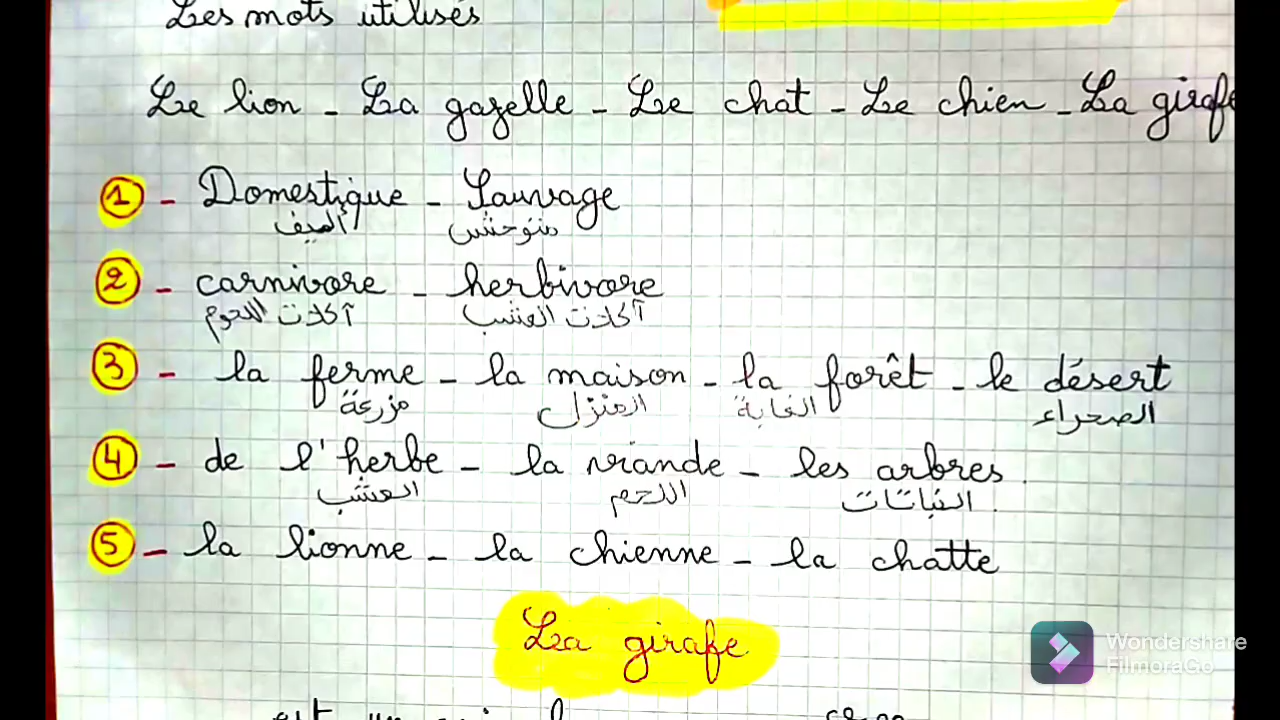 Les mots utilisés
Le lion - La gazelle - Le chat - Le chien - La girafe
1 - Domestique - Sauvage
أليف متوحش
2 - carnivore - herbivore
آكلات اللحوم آكلات العشب
3 - la ferme - la maison - la forêt - le désert
مزرعة المنزل الغابة الصحراء
4 - de l'herbe - la viande - les arbres.
العشب اللحم النباتات.
5 - la lionne - la chienne - la chatte
La girafe
est un
Wondershare
FilmoraGo